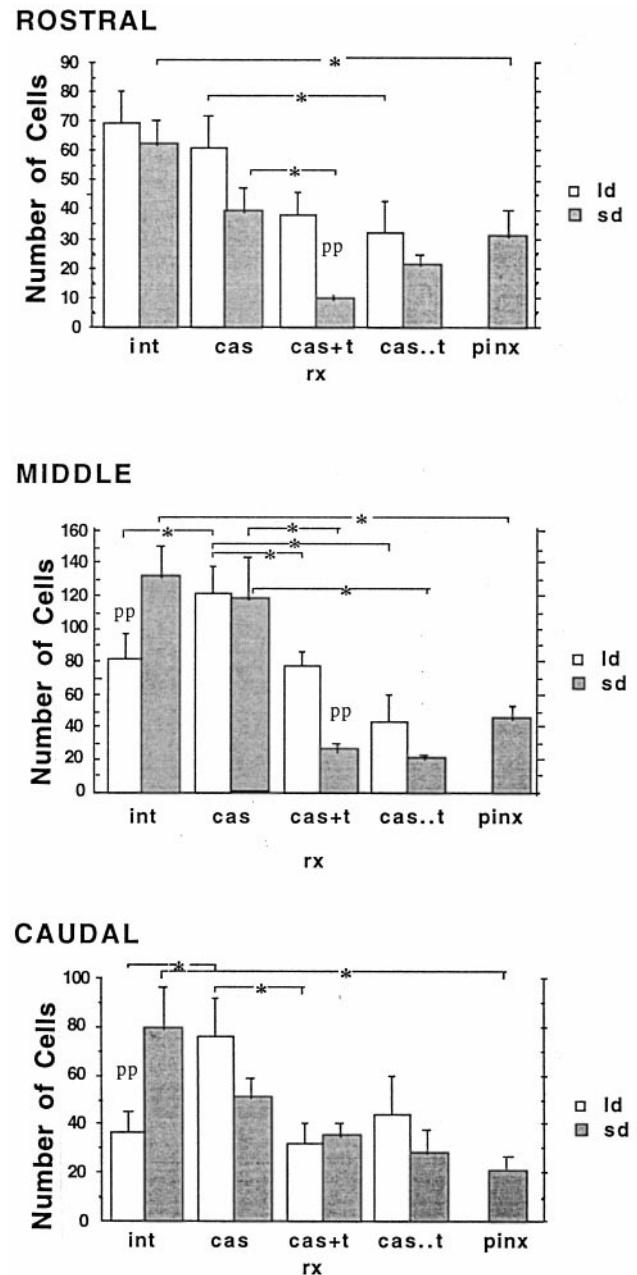 ROSTRAL
90
80
70
60
50
40
30
20
10
0
Number of Cells
*
*
*
pp
int cas cas+t cas..t pinx
rx
ld
sd
MIDDLE
160
140
120
100
80
60
40
20
0
Number of Cells
*
*
*
*
*
*
pp
pp
int cas cas+t cas..t pinx
rx
ld
sd
CAUDAL
100
80
60
40
20
0
Number of Cells
*
*
*
pp
int cas cas+t cas..t pinx
rx
ld
sd